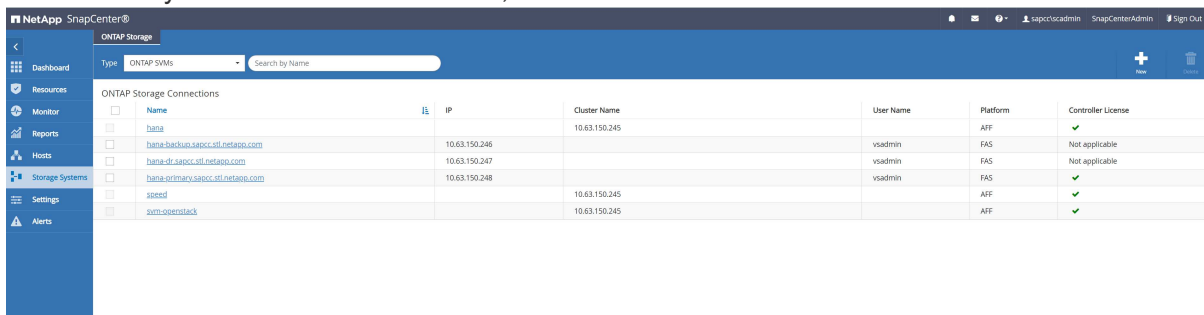 NetApp SnapCenter®
sapcc\scadmin SnapCenterAdmin Sign Out
ONTAP Storage
Dashboard
Resources
Monitor
Reports
Hosts
Storage Systems
Settings
Alerts
Type ONTAP SVMs Search by Name
New
Delete
ONTAP Storage Connections
Name IP Cluster Name User Name Platform Controller License
hana 10.63.150.245 AFF ✔
hana-backup.sapcc.stl.netapp.com 10.63.150.246 vsadmin FAS Not applicable
hana-dr.sapcc.stl.netapp.com 10.63.150.247 vsadmin FAS Not applicable
hana-primary.sapcc.stl.netapp.com 10.63.150.248 vsadmin FAS ✔
speed 10.63.150.245 AFF ✔
svm-openstack 10.63.150.245 AFF ✔